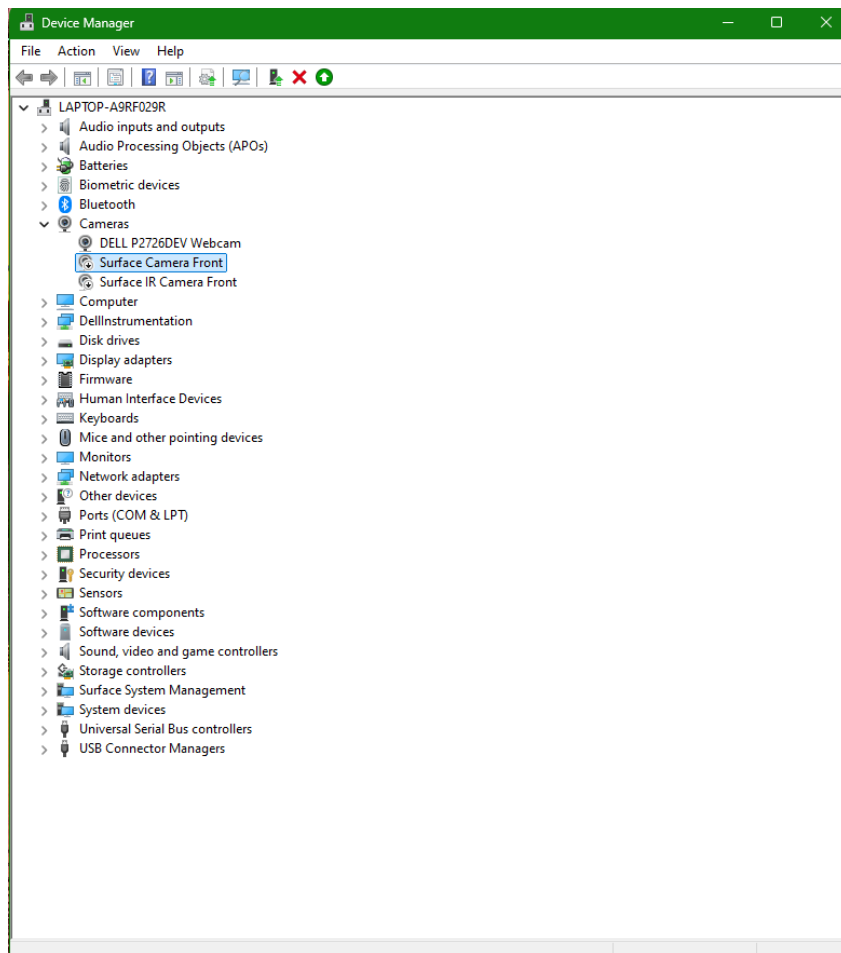 Device Manager
File Action View Help
LAPTOP-A9RF029R
Audio inputs and outputs
Audio Processing Objects (APOs)
Batteries
Biometric devices
Bluetooth
Cameras
DELL P2726DEV Webcam
Surface Camera Front
Surface IR Camera Front
Computer
DellInstrumentation
Disk drives
Display adapters
Firmware
Human Interface Devices
Keyboards
Mice and other pointing devices
Monitors
Network adapters
Other devices
Ports (COM & LPT)
Print queues
Processors
Security devices
Sensors
Software components
Software devices
Sound, video and game controllers
Storage controllers
Surface System Management
System devices
Universal Serial Bus controllers
USB Connector Managers